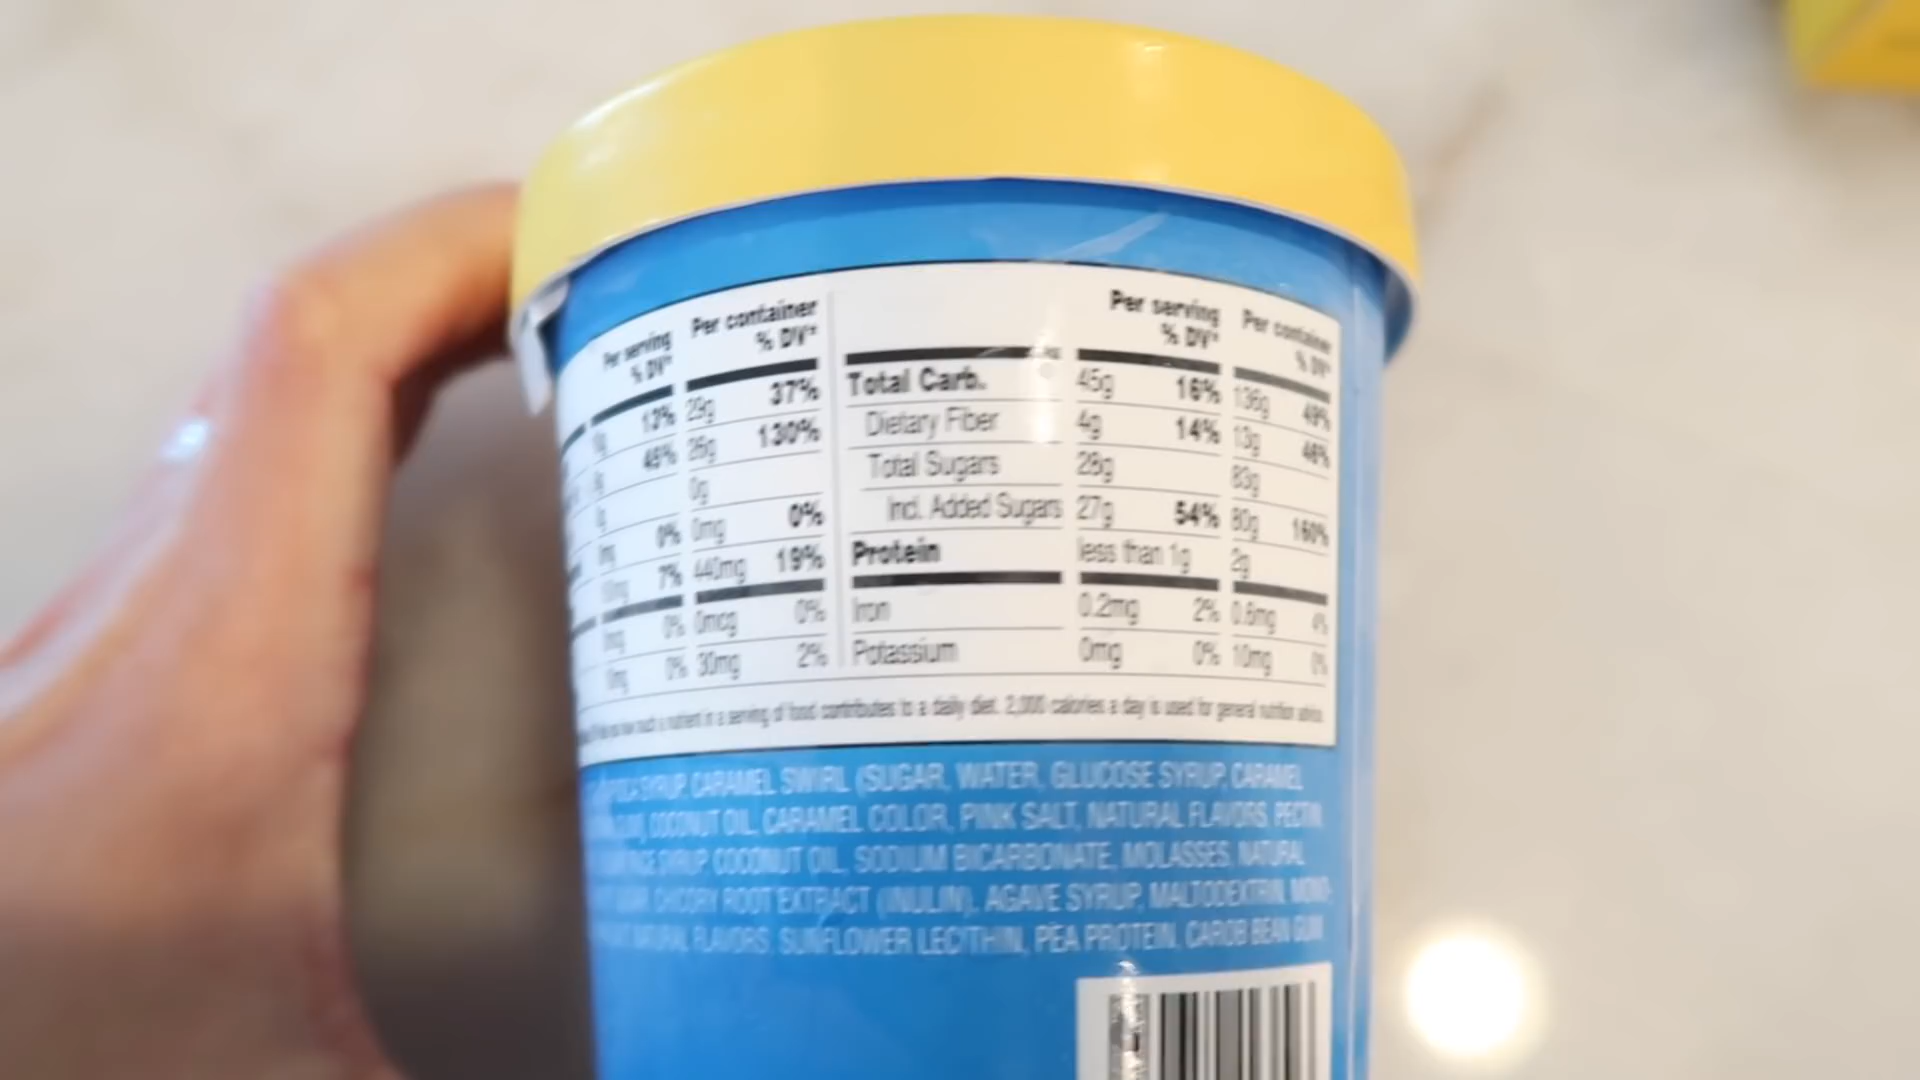 Per serving Per container Per serving Per container
% DV* % DV* % DV* % DV*
13% 29g 37% Total Carb. 45g 16% 136g 49%
26g 130% Dietary Fiber 4g 14% 13g 46%
0g Total Sugars 28g 83g
0% 0mg 0% Incl. Added Sugars 27g 54% 80g 160%
7% 440mg 19% Protein less than 1g 2g
0% 0mcg 0% Iron 0.2mg 2% 0.6mg 4%
0% 30mg 2% Potassium 0mg 0% 10mg 0%
much a nutrient in a serving of food contributes to a daily diet. 2,000 calories a day is used for general nutrition advice.
SYRUP, CARAMEL SWIRL (SUGAR, WATER, GLUCOSE SYRUP, CARAMEL
COCONUT OIL, CARAMEL COLOR, PINK SALT, NATURAL FLAVORS, PECTIN,
SYRUP, COCONUT OIL, SODIUM BICARBONATE, MOLASSES, NATURAL
CHICORY ROOT EXTRACT (INULIN), AGAVE SYRUP, MALTODEXTRIN, MONO-
NATURAL FLAVORS, SUNFLOWER LECITHIN, PEA PROTEIN, CAROB BEAN GUM